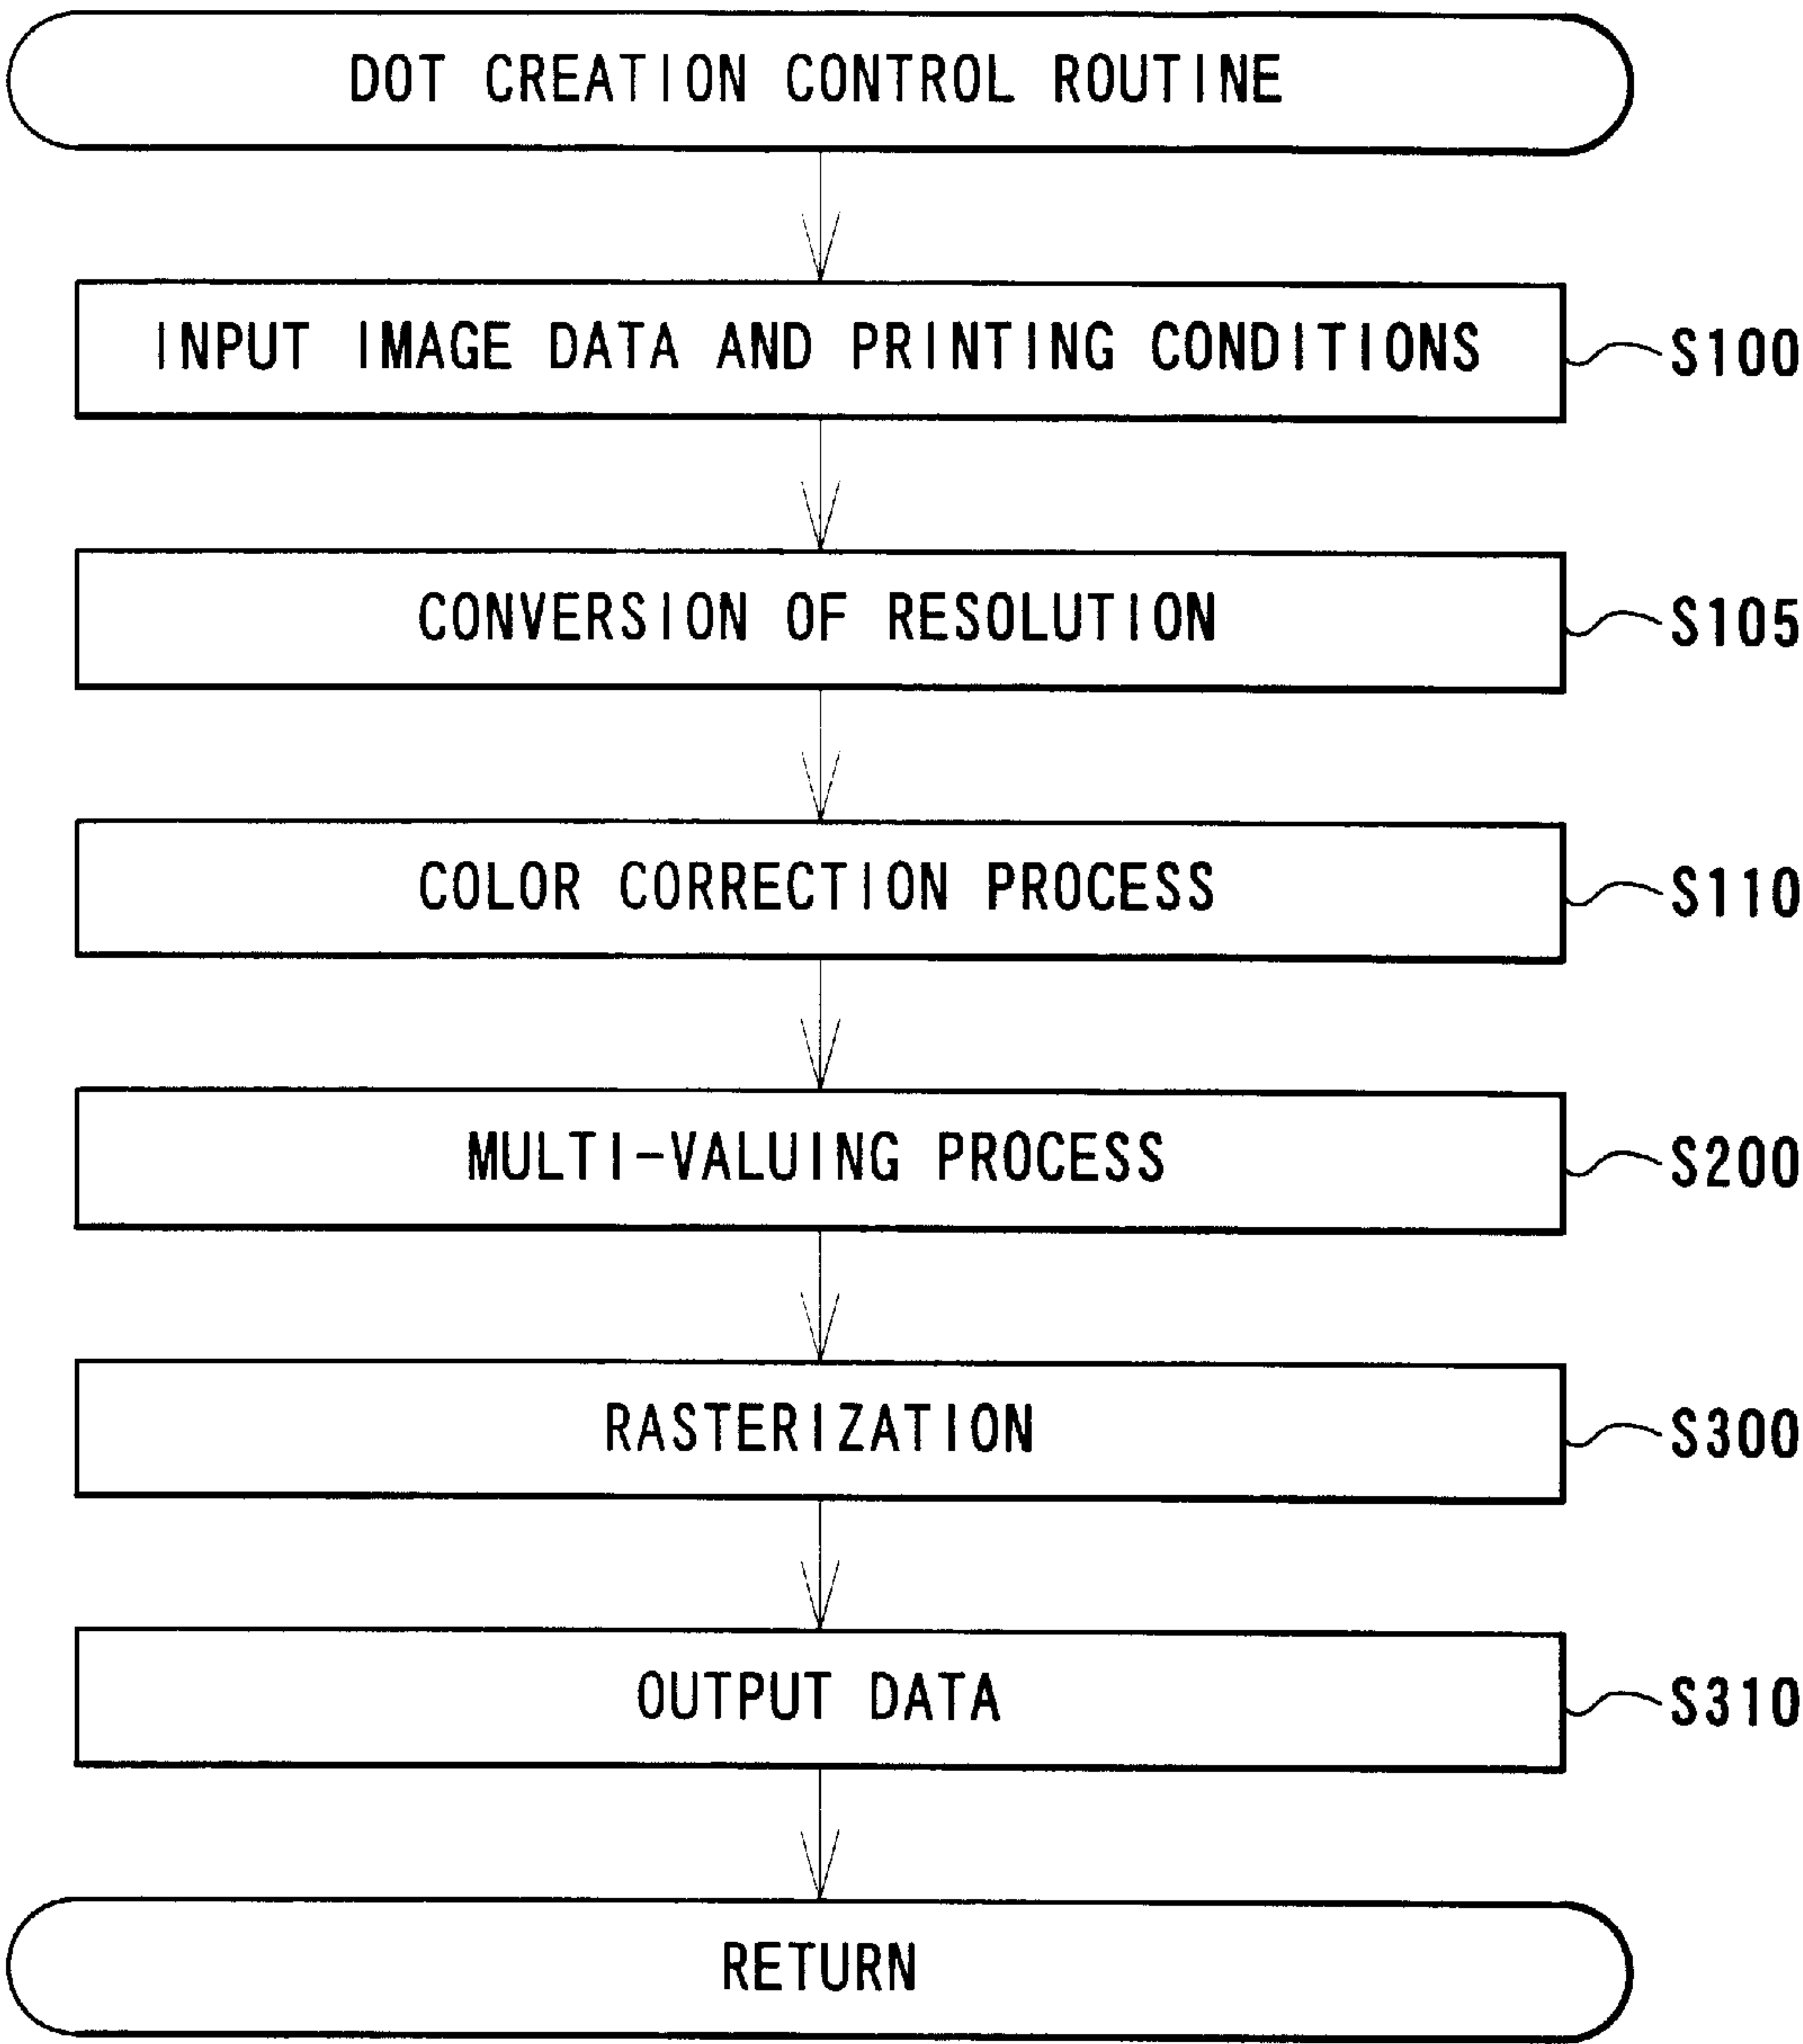 DOT CREATION CONTROL ROUTINE
INPUT IMAGE DATA AND PRINTING CONDITIONS S100
CONVERSION OF RESOLUTION S105
COLOR CORRECTION PROCESS S110
MULTI-VALUING PROCESS S200
RASTERIZATION S300
OUTPUT DATA S310
RETURN